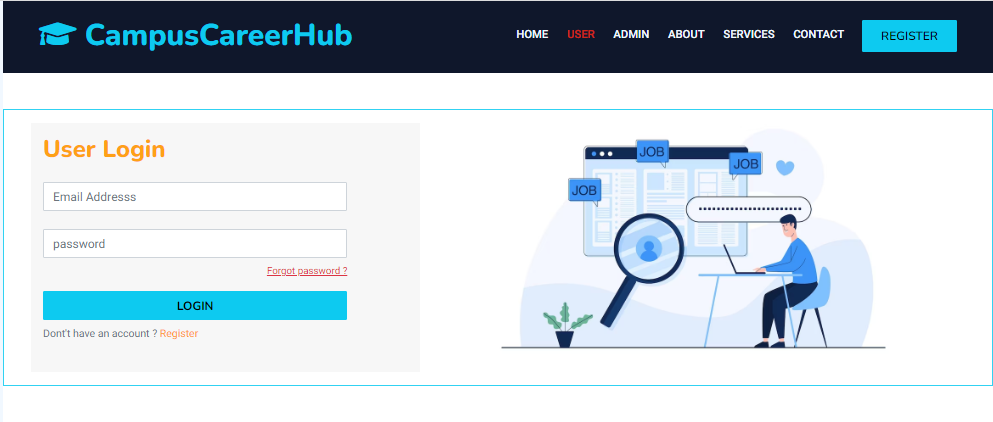 CampusCareerHub
HOME USER ADMIN ABOUT SERVICES CONTACT REGISTER
User Login
Email Addresss
password
Forgot password ?
LOGIN
Dont't have an account ? Register
JOB
JOB
JOB